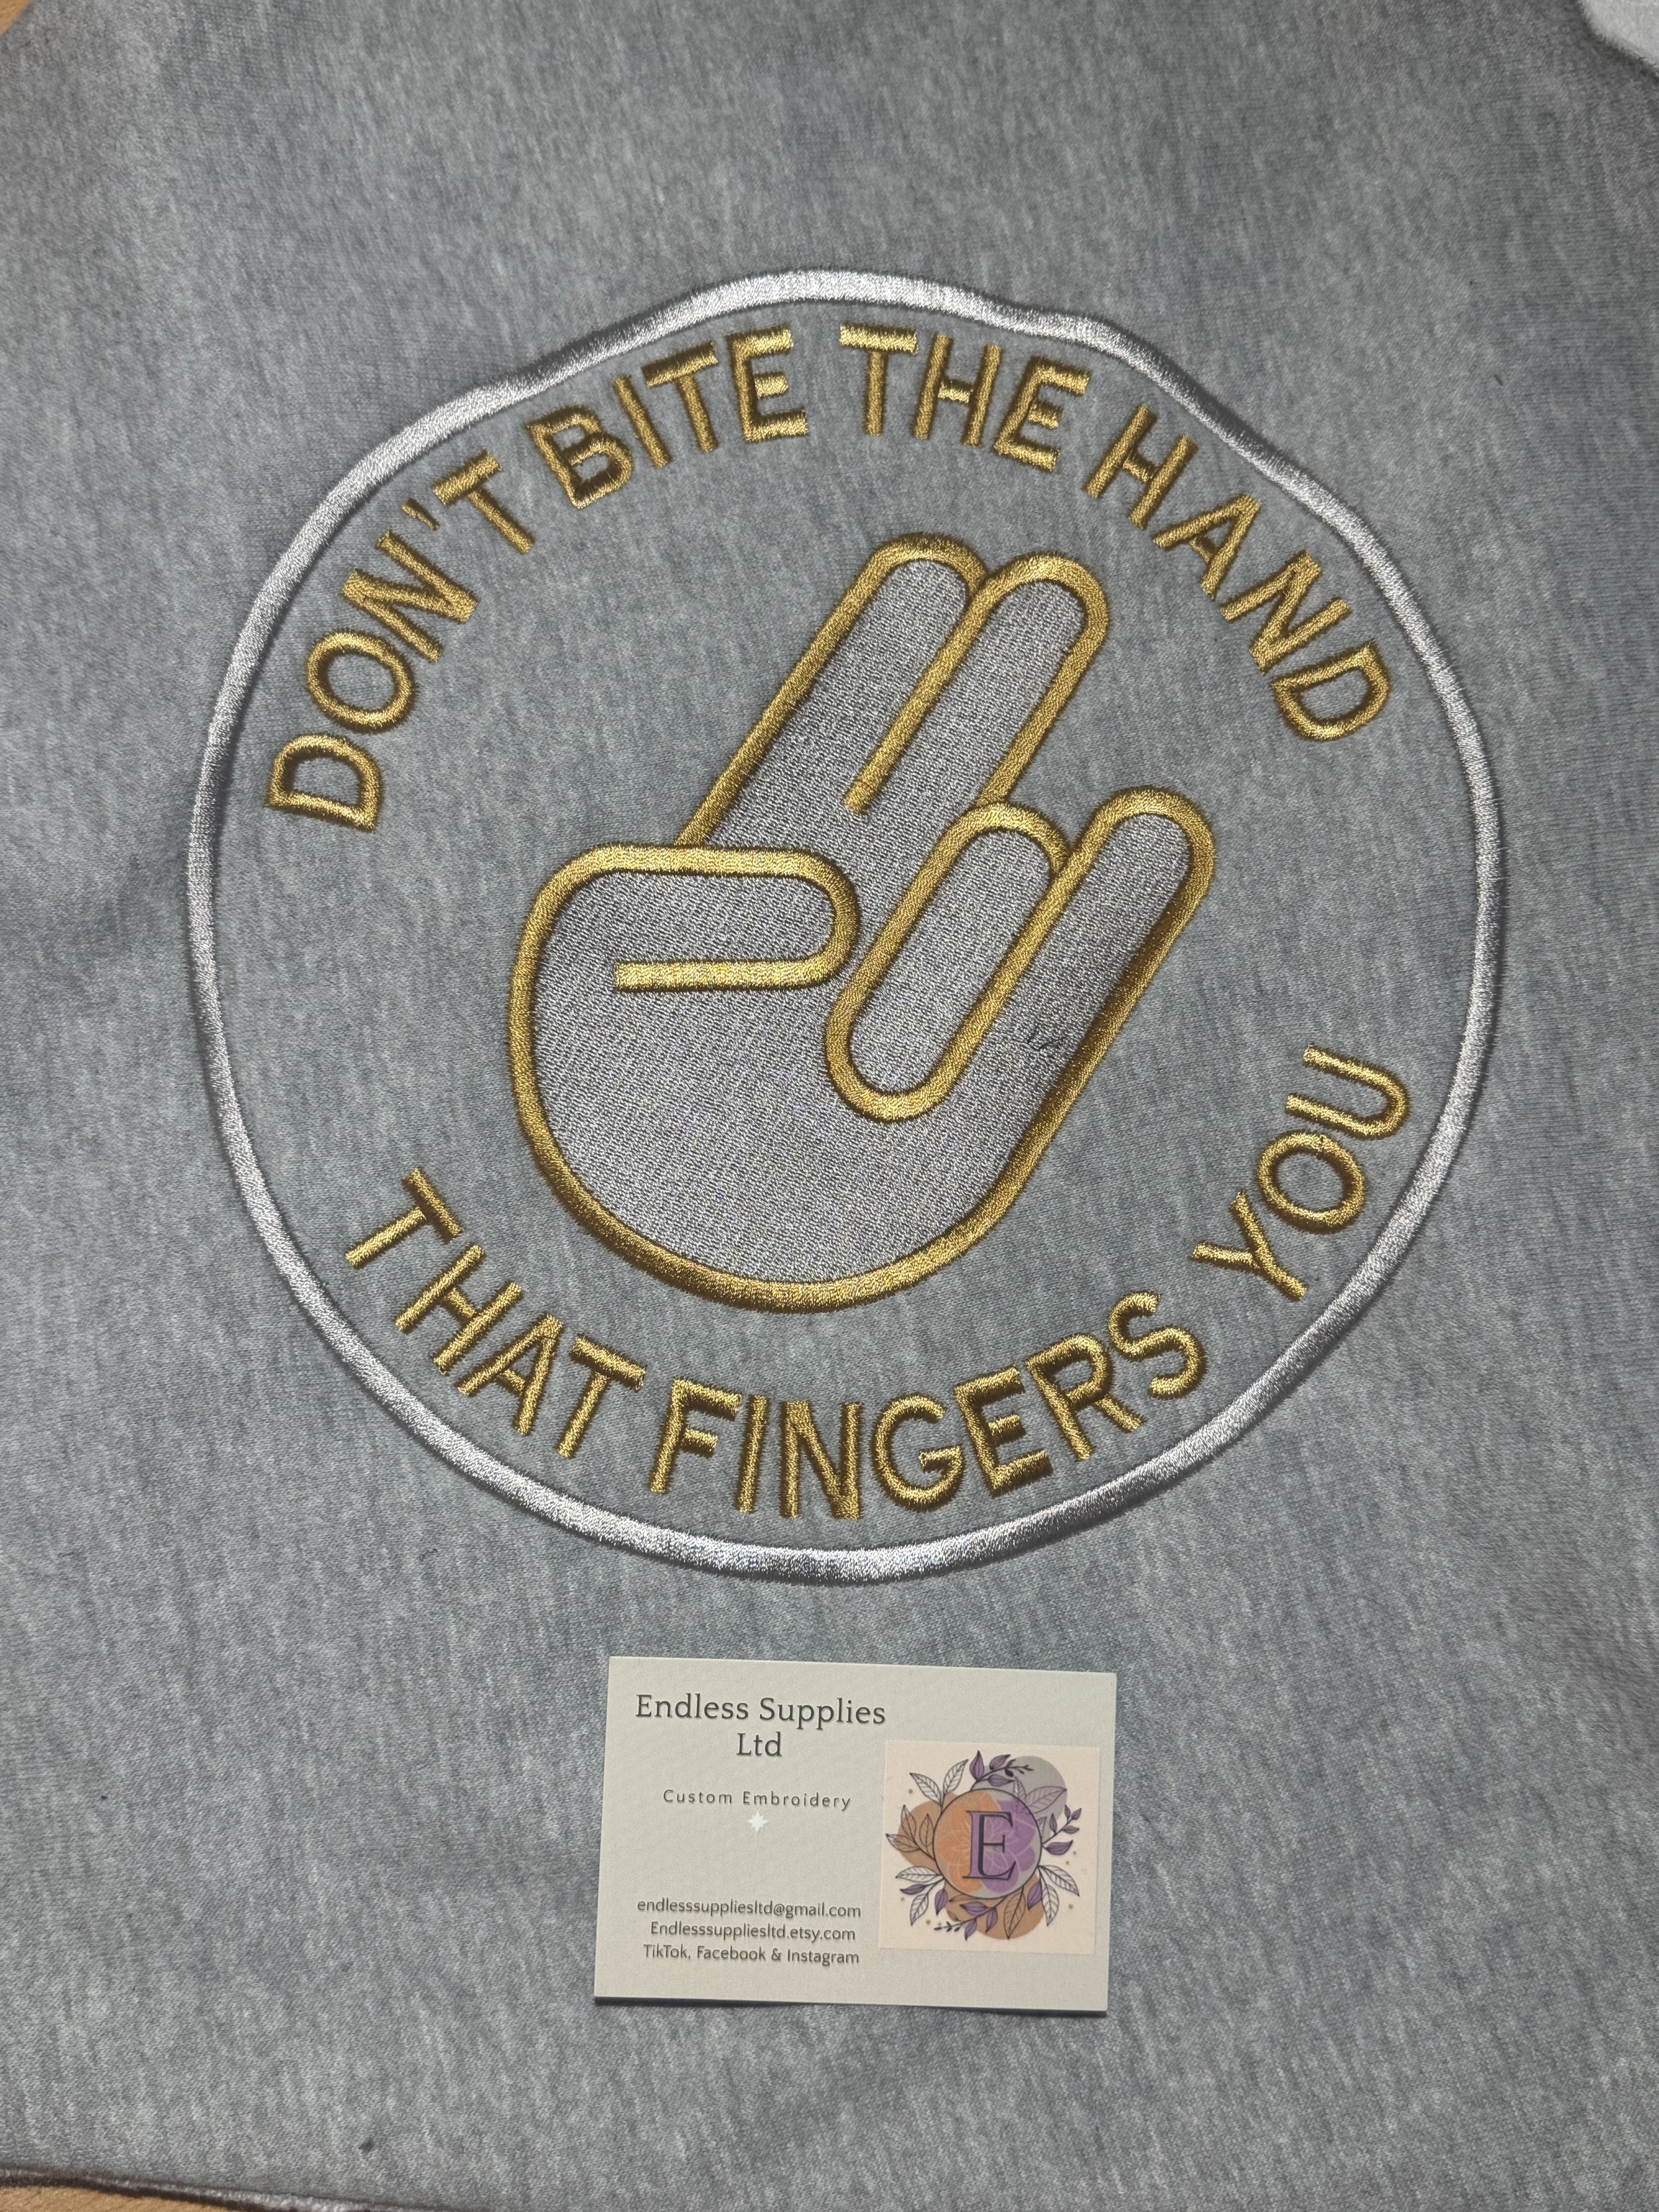 DON'T BITE THE HAND
THAT FINGERS YOU
Endless Supplies
Ltd
Custom Embroidery
E
endlesssuppliesltd@gmail.com
Endlesssuppliesltd.etsy.com
TikTok, Facebook & Instagram